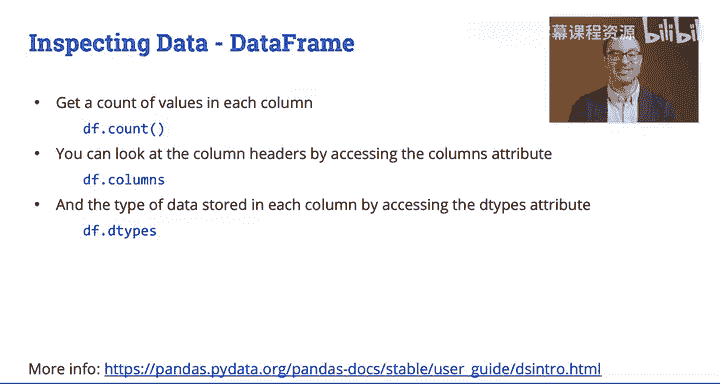 Inspecting Data - DataFrame
幕课程资源 bilibil
• Get a count of values in each column
df.count()
• You can look at the column headers by accessing the columns attribute
df.columns
• And the type of data stored in each column by accessing the dtypes attribute
df.dtypes
More info: https://pandas.pydata.org/pandas-docs/stable/user_guide/dsintro.html